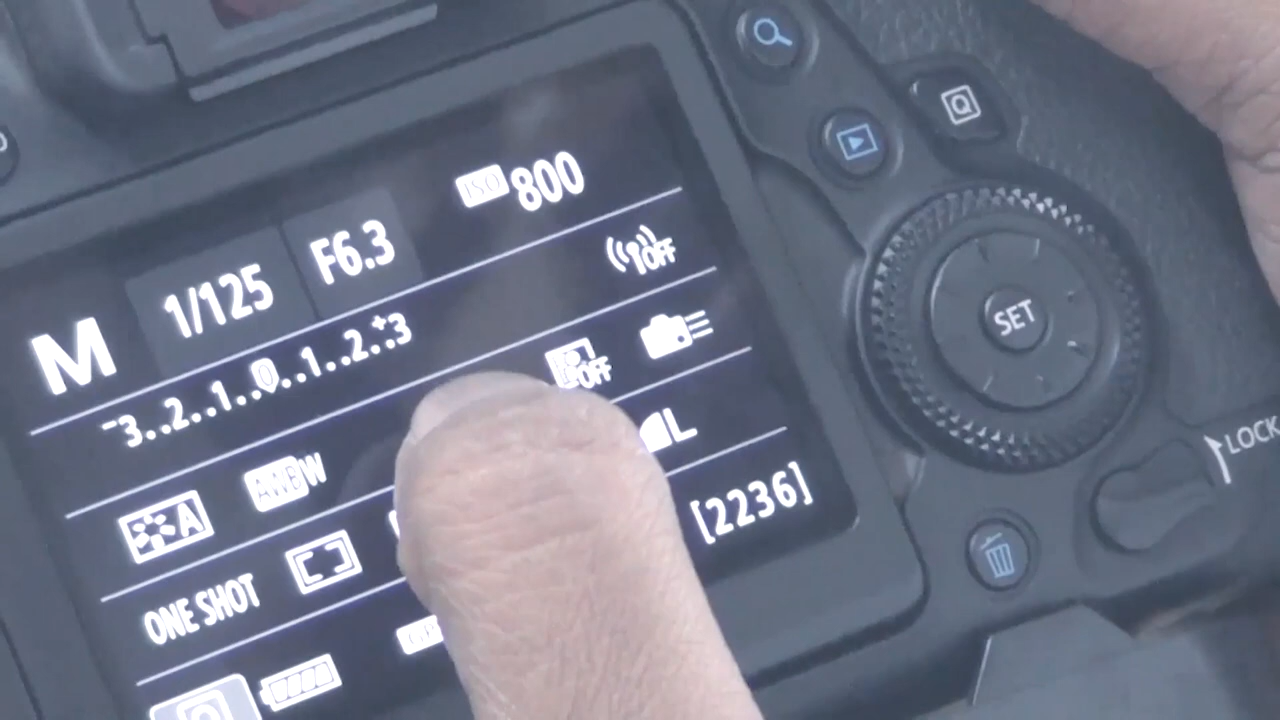 ISO 800
M 1/125 F6.3
OFF
-3..2..1..0..1..2..+3
A AWB W OFF
L
ONE SHOT [2236]
Q
SET
LOCK
Q